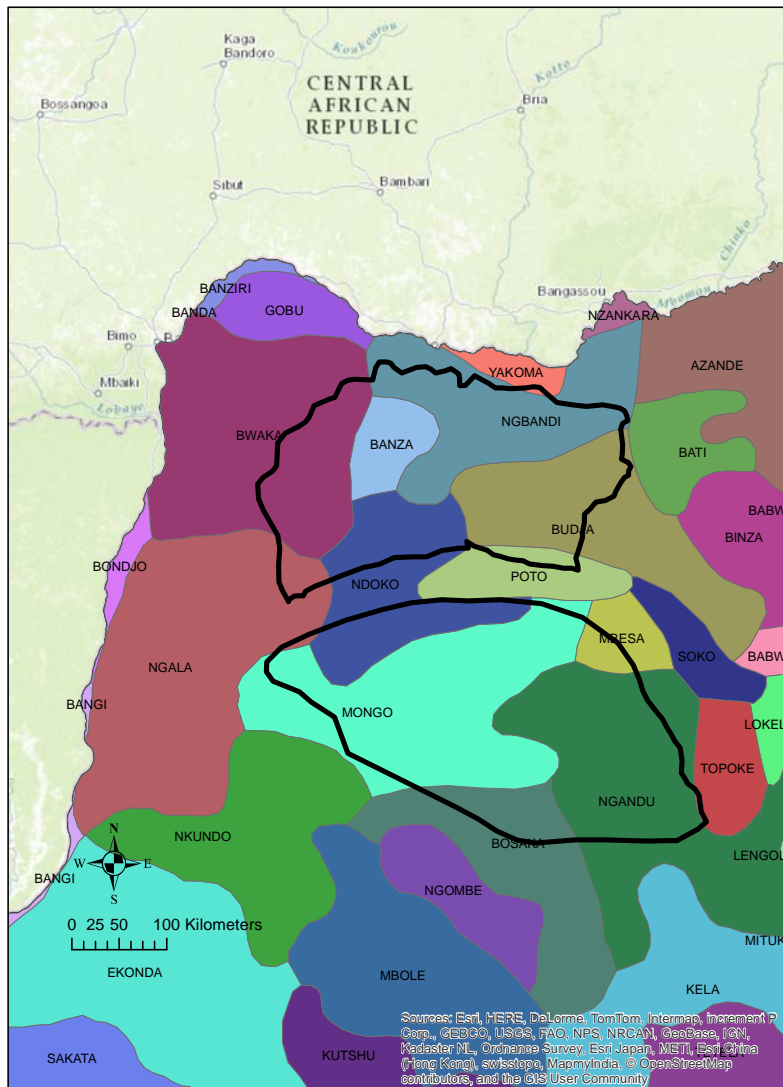 Kaga
Bandoro
Koukourou
Kotto
CENTRAL
AFRICAN
REPUBLIC
Bossangoa
Bria
Sibut
Bambari
Chinko
BANZIRI
Bangassou
Mbomou
BANDA
GOBU
NZANKARA
Bimo
YAKOMA
AZANDE
Mbaiki
Lobaye
BWAKA
BANZA
NGBANDI
BATI
BABW
BUDJA
BINZA
BONDJO
NDOKO
POTO
MBESA
SOKO
BABW
NGALA
BANGI
MONGO
LOKEL
TOPOKE
NGANDU
NKUNDO
BOSAKA
LENGOL
N
W E
S
BANGI
NGOMBE
0 25 50 100 Kilometers
MITUK
EKONDA
MBOLE
KELA
SAKATA
KUTSHU
Sources: Esri, HERE, DeLorme, TomTom, Intermap, increment P
Corp., GEBCO, USGS, FAO, NPS, NRCAN, GeoBase, IGN,
Kadaster NL, Ordnance Survey, Esri Japan, METI, Esri China
(Hong Kong), swisstopo, MapmyIndia, © OpenStreetMap
contributors, and the GIS User Community